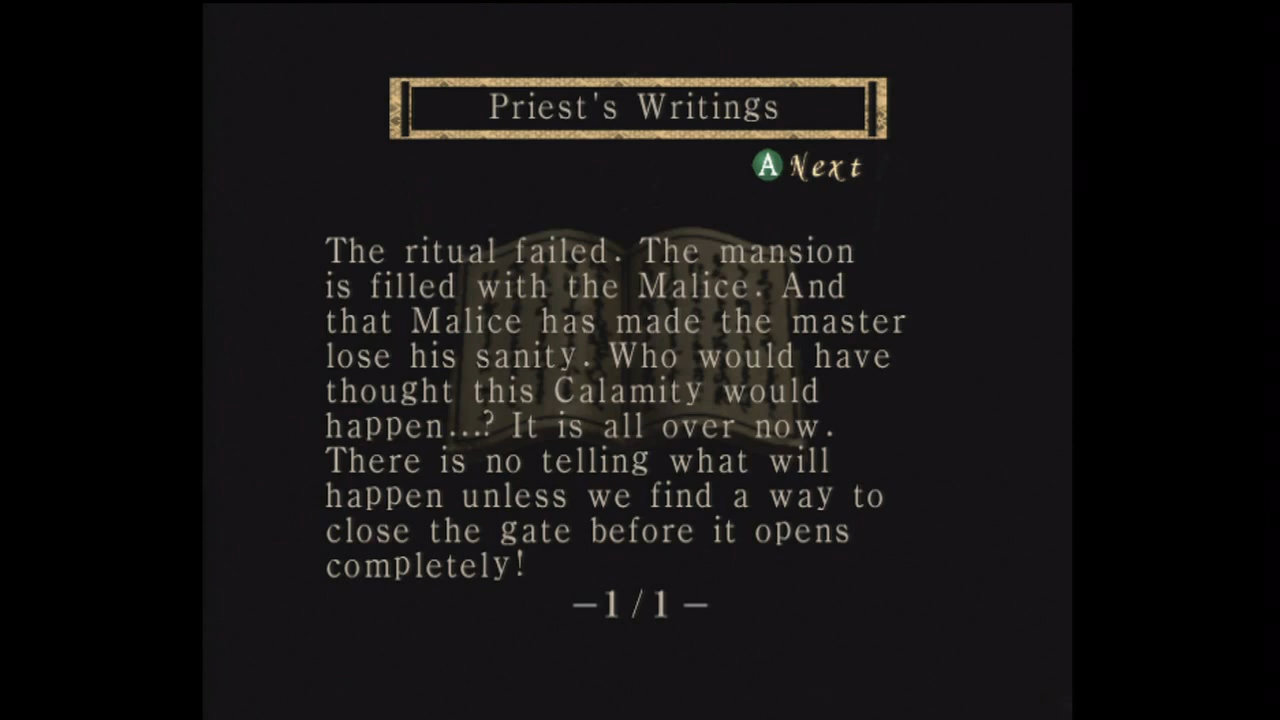 Priest's Writings
A Next
The ritual failed. The mansion
is filled with the Malice. And
that Malice has made the master
lose his sanity. Who would have
thought this Calamity would
happen...? It is all over now.
There is no telling what will
happen unless we find a way to
close the gate before it opens
completely!
—1/1—